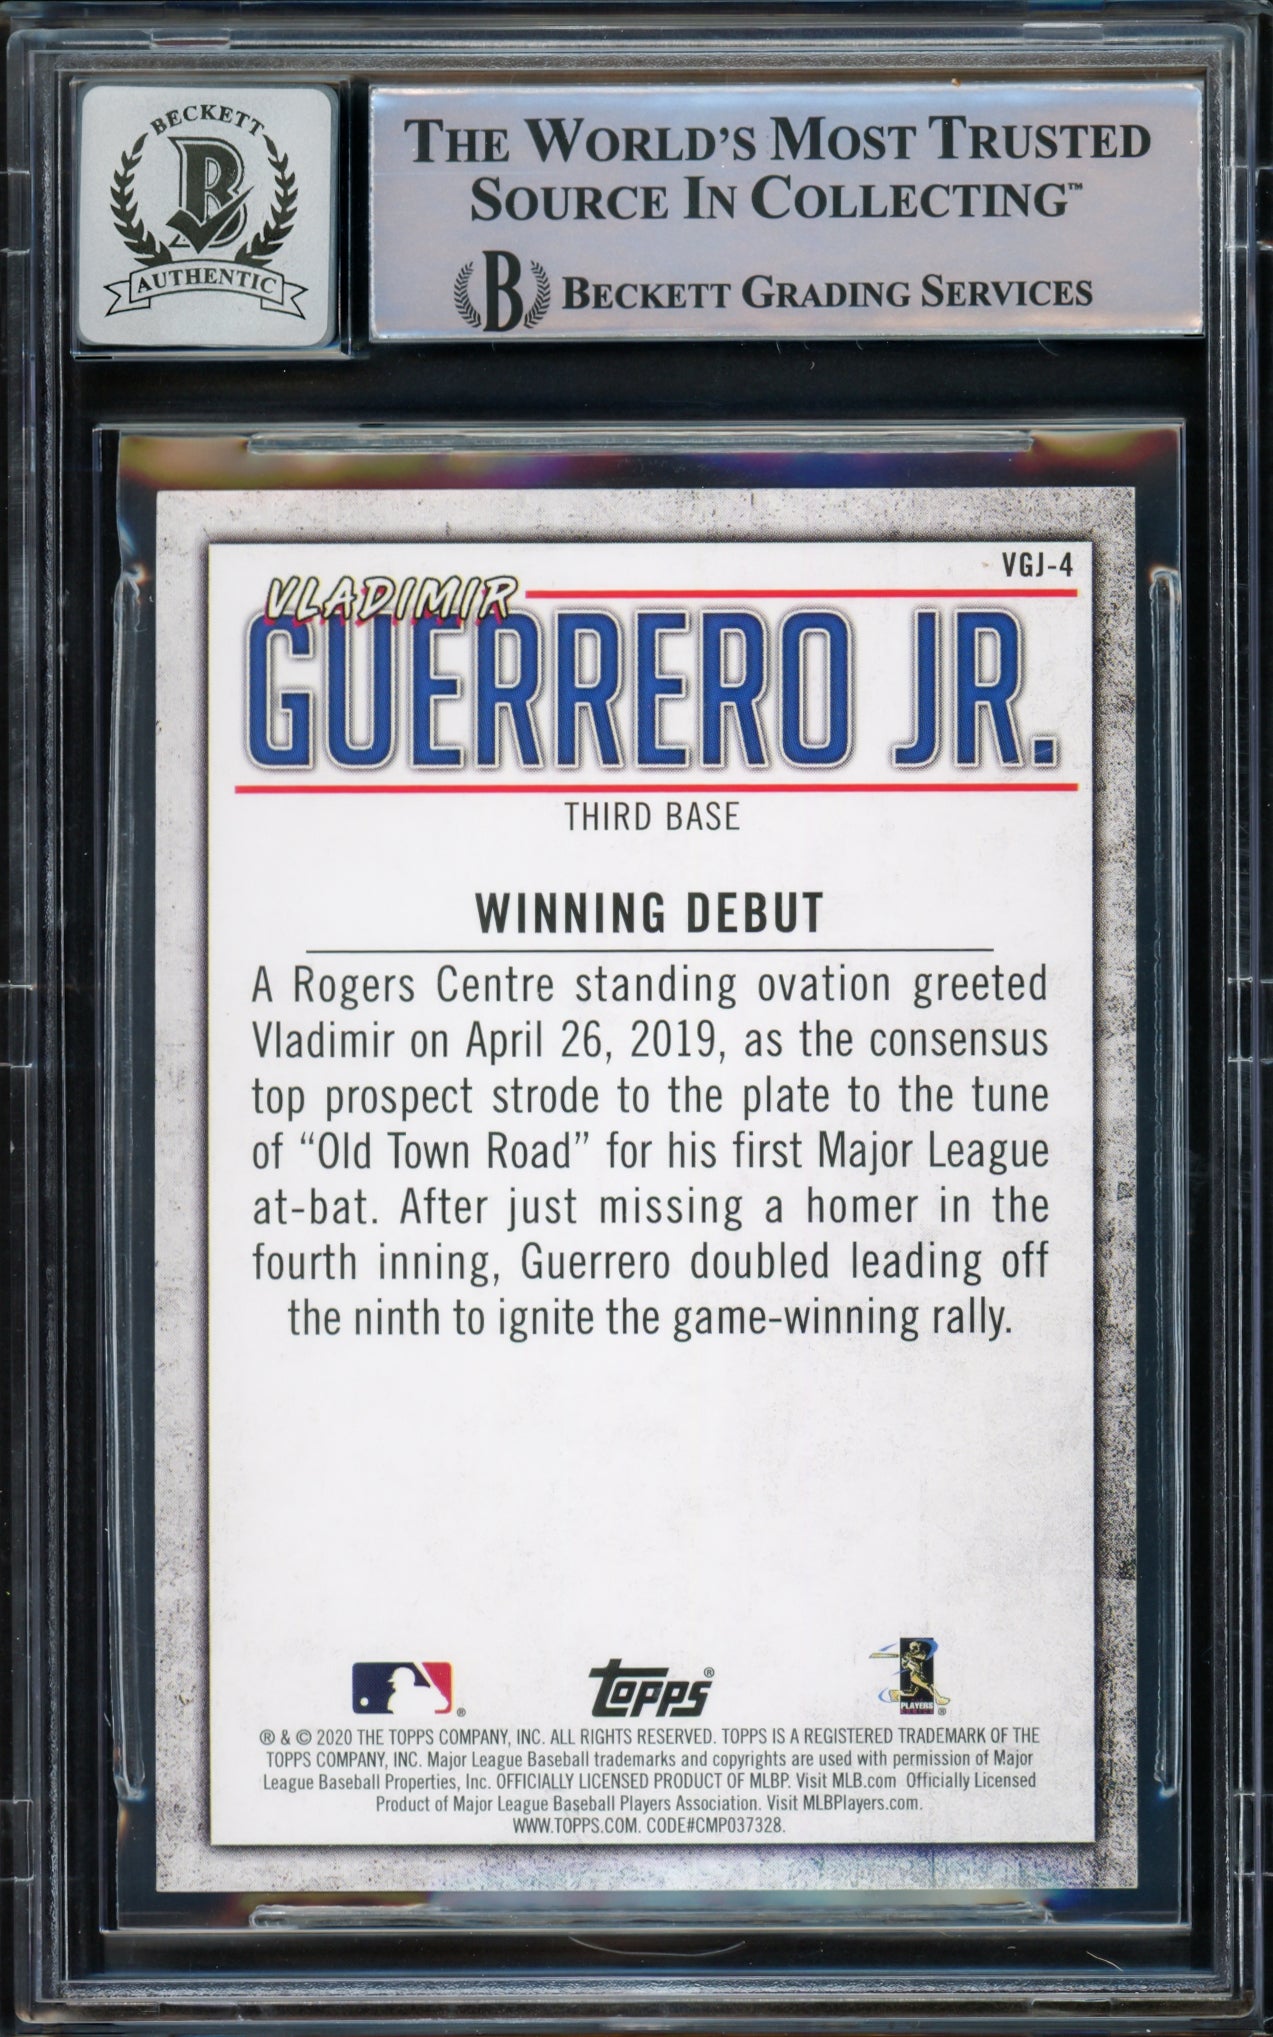 BECKETT
B
AUTHENTIC
THE WORLD'S MOST TRUSTED
SOURCE IN COLLECTING™
B BECKETT GRADING SERVICES
VGJ-4
VLADIMIR
GUERRERO JR.
THIRD BASE
WINNING DEBUT
A Rogers Centre standing ovation greeted
Vladimir on April 26, 2019, as the consensus
top prospect strode to the plate to the tune
of “Old Town Road” for his first Major League
at-bat. After just missing a homer in the
fourth inning, Guerrero doubled leading off
the ninth to ignite the game-winning rally.
®
topps®
PLAYERS
®
® & © 2020 THE TOPPS COMPANY, INC. ALL RIGHTS RESERVED. TOPPS IS A REGISTERED TRADEMARK OF THE
TOPPS COMPANY, INC. Major League Baseball trademarks and copyrights are used with permission of Major
League Baseball Properties, Inc. OFFICIALLY LICENSED PRODUCT OF MLBP. Visit MLB.com Officially Licensed
Product of Major League Baseball Players Association. Visit MLBPlayers.com.
WWW.TOPPS.COM. CODE#CMP037328.